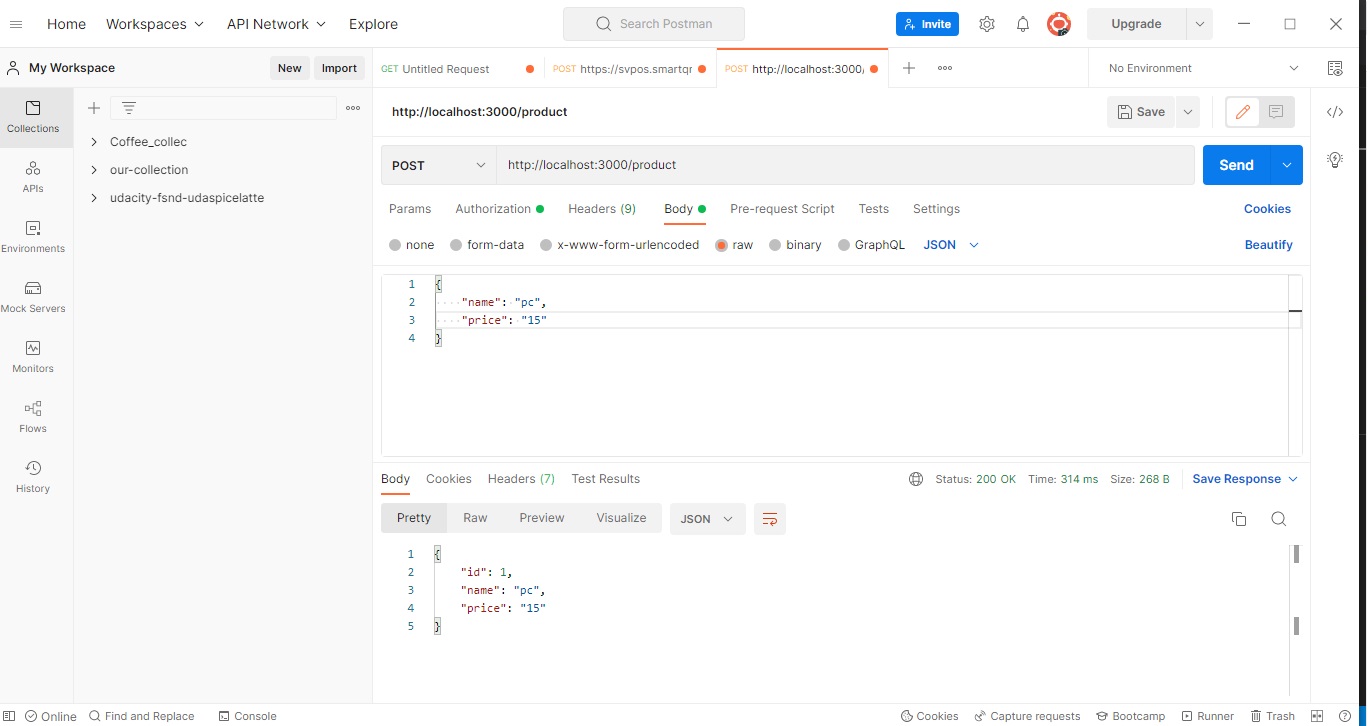 Home Workspaces API Network Explore Search Postman Invite Upgrade
My Workspace New Import GET Untitled Request POST https://svpos.smartqr POST http://localhost:3000/ No Environment
Collections
APIs
Environments
Mock Servers
Monitors
Flows
History
Coffee_collec
our-collection
udacity-fsnd-udaspicelatte
http://localhost:3000/product Save
POST http://localhost:3000/product Send
Params Authorization Headers (9) Body Pre-request Script Tests Settings Cookies
none form-data x-www-form-urlencoded raw binary GraphQL JSON Beautify
1 {
2 "name": "pc",
3 "price": "15"
4 }
Body Cookies Headers (7) Test Results Status: 200 OK Time: 314 ms Size: 268 B Save Response
Pretty Raw Preview Visualize JSON
1 {
2 "id": 1,
3 "name": "pc",
4 "price": "15"
5 }
Online Find and Replace Console Cookies Capture requests Bootcamp Runner Trash